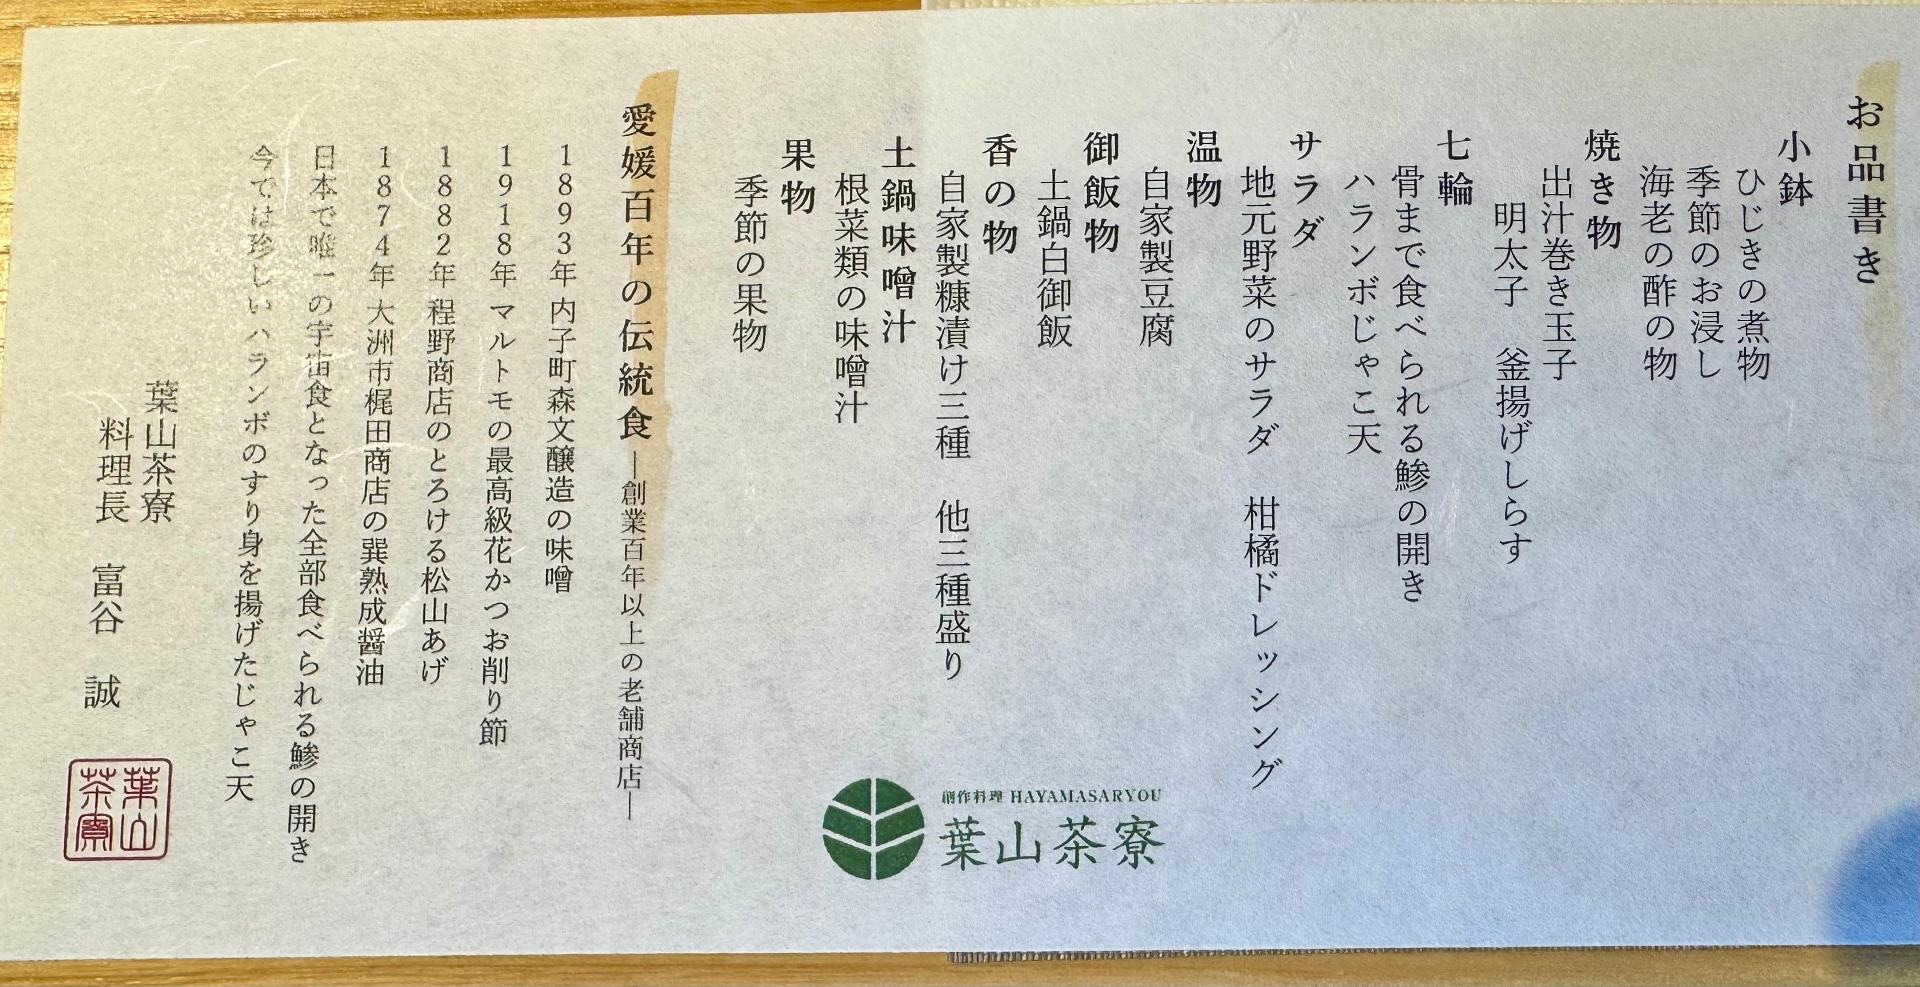 お品書き
小鉢
ひじきの煮物
季節のお浸し
海老の酢の物
焼き物
出汁巻き玉子
明太子　釜揚げしらす
七輪
骨まで食べられる鯵の開き
ハランボじゃこ天
サラダ
地元野菜のサラダ　柑橘ドレッシング
温物
自家製豆腐
御飯物
土鍋白御飯
香の物
自家製糠漬け三種　他三種盛り
土鍋味噌汁
根菜類の味噌汁
果物
季節の果物
愛媛百年の伝統食 ―創業百年以上の老舗商店―
1893年 内子町森文醸造の味噌
1918年 マルトモの最高級花かつお削り節
1882年 程野商店のとろける松山あげ
1874年 大洲市梶田商店の巽熟成醤油
日本で唯一の宇宙食となった全部食べられる鯵の開き
今では珍しいハランボのすり身を揚げたじゃこ天
葉山茶寮
料理長　富谷　誠
葉山
茶寮
創作料理 HAYAMASARYOU
葉山茶寮